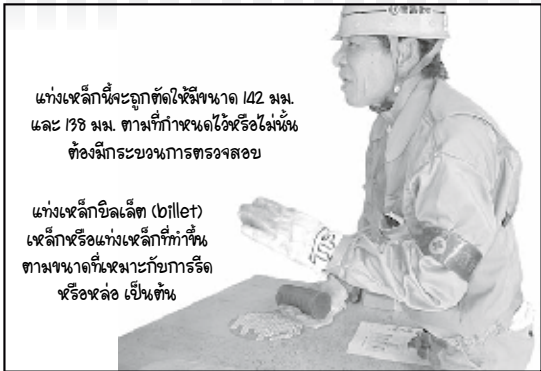 แท่งเหล็กนี้จะถูกตัดให้มีขนาด 142 มม.
และ 138 มม. ตามที่กำหนดไว้หรือไม่นั้น
ต้องมีกระบวนการตรวจสอบ
แท่งเหล็กบิลเล็ต (billet)
เหล็กหรือแท่งเหล็กที่ทำขึ้น
ตามขนาดที่เหมาะกับการรีด
หรือหล่อ เป็นต้น